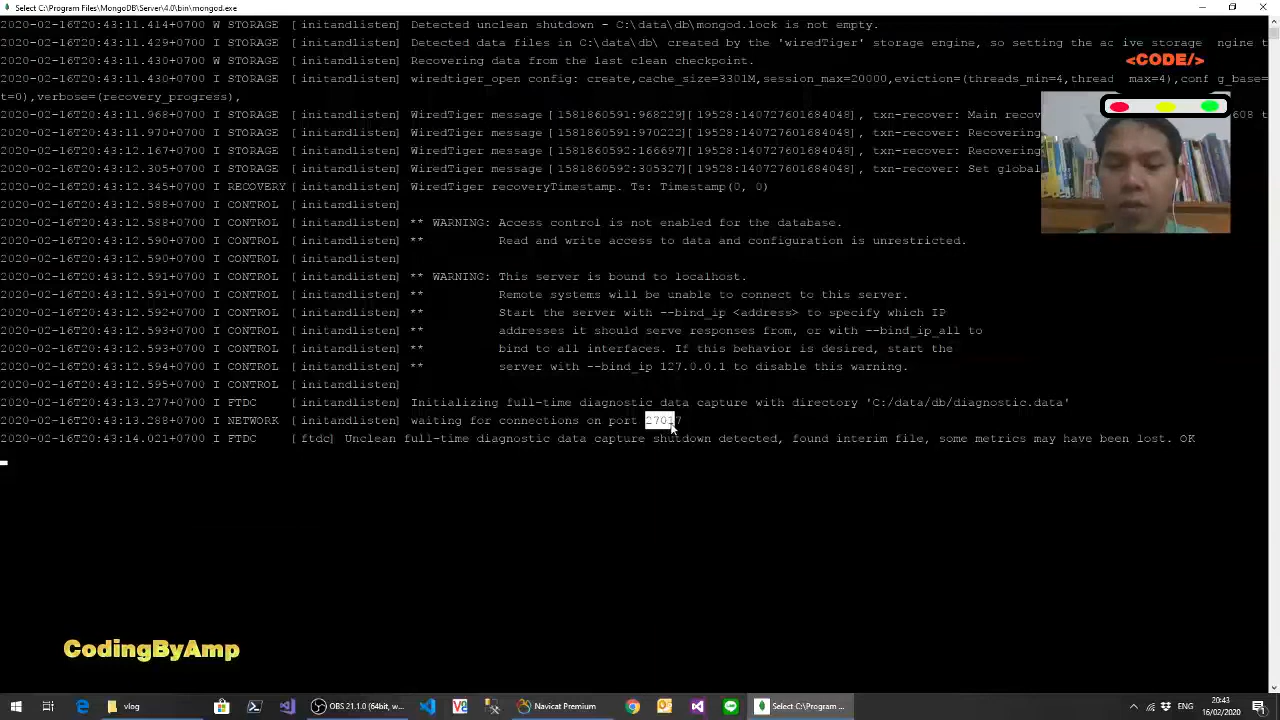 Select C:\Program Files\MongoDB\Server\4.0\bin\mongod.exe
2020-02-16T20:43:11.414+0700 W STORAGE [initandlisten] Detected unclean shutdown - C:\data\db\mongod.lock is not empty.
2020-02-16T20:43:11.429+0700 I STORAGE [initandlisten] Detected data files in C:\data\db\ created by the 'wiredTiger' storage engine, so setting the ac ive storage ngine t
<CODE/>
2020-02-16T20:43:11.430+0700 W STORAGE [initandlisten] Recovering data from the last clean checkpoint.
2020-02-16T20:43:11.430+0700 I STORAGE [initandlisten] wiredtiger_open config: create,cache_size=3301M,session_max=20000,eviction=(threads_min=4,thread max=4),conf g_base=
t=0),verbose=(recovery_progress),
2020-02-16T20:43:11.968+0700 I STORAGE [initandlisten] WiredTiger message [1581860591:968229][19528:140727601684048], txn-recover: Main recov 608 t
2020-02-16T20:43:11.970+0700 I STORAGE [initandlisten] WiredTiger message [1581860591:970222][19528:140727601684048], txn-recover: Recovering
2020-02-16T20:43:12.167+0700 I STORAGE [initandlisten] WiredTiger message [1581860592:166697][19528:140727601684048], txn-recover: Recovering
2020-02-16T20:43:12.305+0700 I STORAGE [initandlisten] WiredTiger message [1581860592:305327][19528:140727601684048], txn-recover: Set global
2020-02-16T20:43:12.345+0700 I RECOVERY [initandlisten] WiredTiger recoveryTimestamp. Ts: Timestamp(0, 0)
2020-02-16T20:43:12.588+0700 I CONTROL [initandlisten]
2020-02-16T20:43:12.588+0700 I CONTROL [initandlisten] ** WARNING: Access control is not enabled for the database.
2020-02-16T20:43:12.590+0700 I CONTROL [initandlisten] ** Read and write access to data and configuration is unrestricted.
2020-02-16T20:43:12.590+0700 I CONTROL [initandlisten]
2020-02-16T20:43:12.591+0700 I CONTROL [initandlisten] ** WARNING: This server is bound to localhost.
2020-02-16T20:43:12.591+0700 I CONTROL [initandlisten] ** Remote systems will be unable to connect to this server.
2020-02-16T20:43:12.592+0700 I CONTROL [initandlisten] ** Start the server with --bind_ip <address> to specify which IP
2020-02-16T20:43:12.593+0700 I CONTROL [initandlisten] ** addresses it should serve responses from, or with --bind_ip_all to
2020-02-16T20:43:12.593+0700 I CONTROL [initandlisten] ** bind to all interfaces. If this behavior is desired, start the
2020-02-16T20:43:12.594+0700 I CONTROL [initandlisten] ** server with --bind_ip 127.0.0.1 to disable this warning.
2020-02-16T20:43:12.595+0700 I CONTROL [initandlisten]
2020-02-16T20:43:13.277+0700 I FTDC [initandlisten] Initializing full-time diagnostic data capture with directory 'C:/data/db/diagnostic.data'
2020-02-16T20:43:13.288+0700 I NETWORK [initandlisten] waiting for connections on port 27017
2020-02-16T20:43:14.021+0700 I FTDC [ftdc] Unclean full-time diagnostic data capture shutdown detected, found interim file, some metrics may have been lost. OK
CodingByAmp
vlog
OBS 21.1.0 (64bit, w...
Navicat Premium
Select C:\Program ...
ENG
20:43
16/02/2020